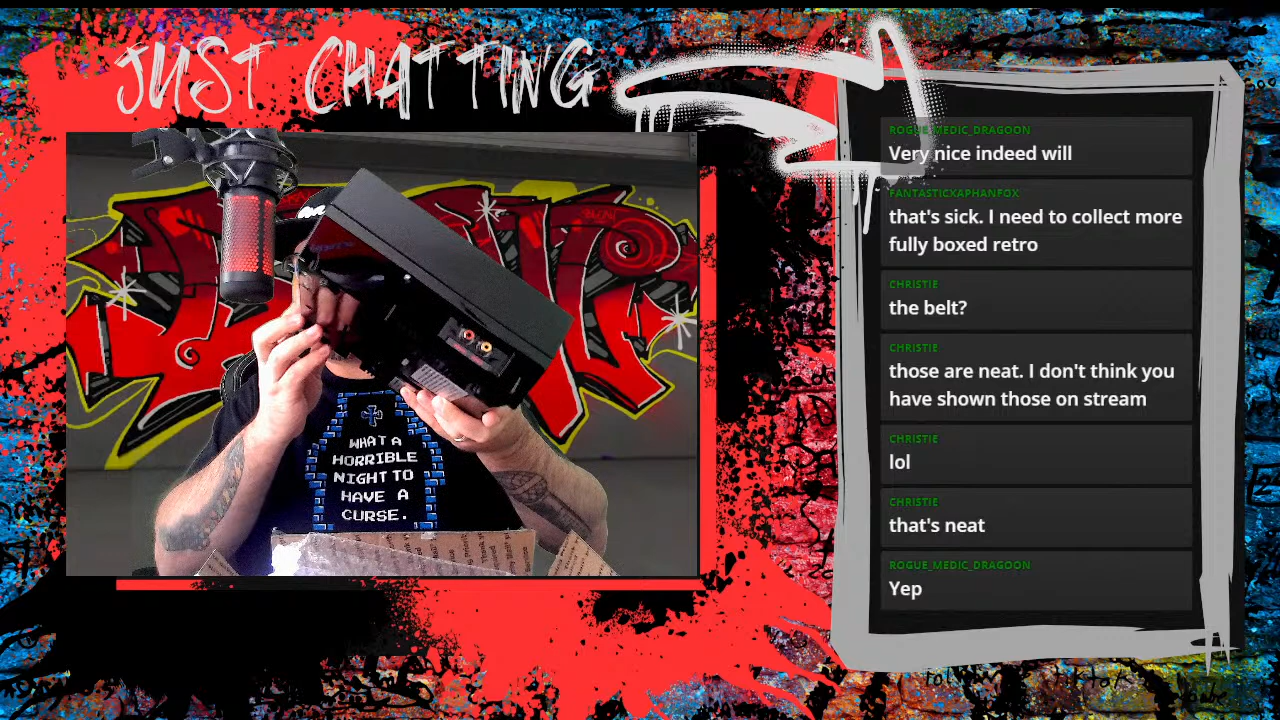 JUST CHATTING
WHAT A
HORRIBLE
NIGHT TO
HAVE A
CURSE.
ROGUE_MEDIC_DRAGOON
Very nice indeed will
FANTASTICKAPHANFOX
that's sick. I need to collect more
fully boxed retro
CHRISTIE
the belt?
CHRISTIE
those are neat. I don't think you
have shown those on stream
CHRISTIE
lol
CHRISTIE
that's neat
ROGUE_MEDIC_DRAGOON
Yep